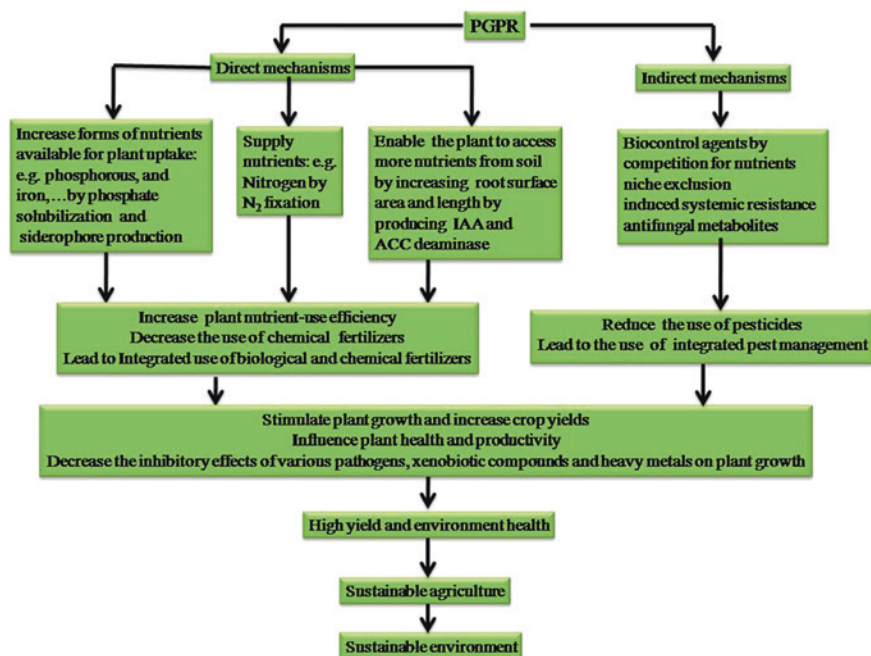 PGPR
Direct mechanisms
Indirect mechanisms
Increase forms of nutrients
available for plant uptake:
e.g. phosphorous, and
iron,...by phosphate
solubilization and
siderophore production
Supply
nutrients: e.g.
Nitrogen by
N₂ fixation
Enable the plant to access
more nutrients from soil
by increasing root surface
area and length by
producing IAA and
ACC deaminase
Biocontrol agents by
competition for nutrients
niche exclusion
induced systemic resistance
antifungal metabolites
Increase plant nutrient-use efficiency
Decrease the use of chemical fertilizers
Lead to Integrated use of biological and chemical fertilizers
Reduce the use of pesticides
Lead to the use of integrated pest management
Stimulate plant growth and increase crop yields
Influence plant health and productivity
Decrease the inhibitory effects of various pathogens, xenobiotic compounds and heavy metals on plant growth
High yield and environment health
Sustainable agriculture
Sustainable environment